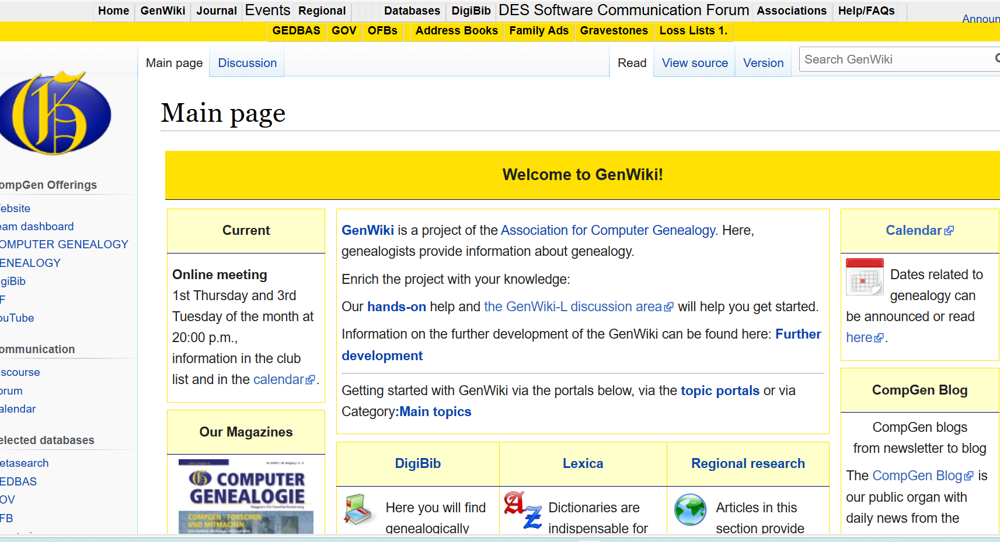 Home GenWiki Journal Events Regional Databases DigiBib DES Software Communication Forum Associations Help/FAQs
Announ
GEDBAS GOV OFBs Address Books Family Ads Gravestones Loss Lists 1.
Main page Discussion Read View source Version Search GenWiki
Main page
ompGen Offerings
ebsite
eam dashboard
OMPUTER GENEALOGY
ENEALOGY
giBib
F
ouTube
ommunication
scourse
orum
alendar
elected databases
etasearch
EDBAS
OV
FB
Welcome to GenWiki!
Current
Online meeting
1st Thursday and 3rd
Tuesday of the month at
20:00 p.m.,
information in the club
list and in the calendar.
Our Magazines
COMPUTER
GENEALOGIE
Magazin für Familienforschung
COMPGEN - FORSCHEN
UND MITMACHEN
GenWiki is a project of the Association for Computer Genealogy. Here,
genealogists provide information about genealogy.
Enrich the project with your knowledge:
Our hands-on help and the GenWiki-L discussion area will help you get started.
Information on the further development of the GenWiki can be found here: Further
development
Getting started with GenWiki via the portals below, via the topic portals or via
Category:Main topics
DigiBib
Here you will find
genealogically
Lexica
A Z
Dictionaries are
indispensable for
Regional research
Articles in this
section provide
Calendar
Dates related to
genealogy can
be announced or read
here.
CompGen Blog
CompGen blogs
from newsletter to blog
The CompGen Blog is
our public organ with
daily news from the